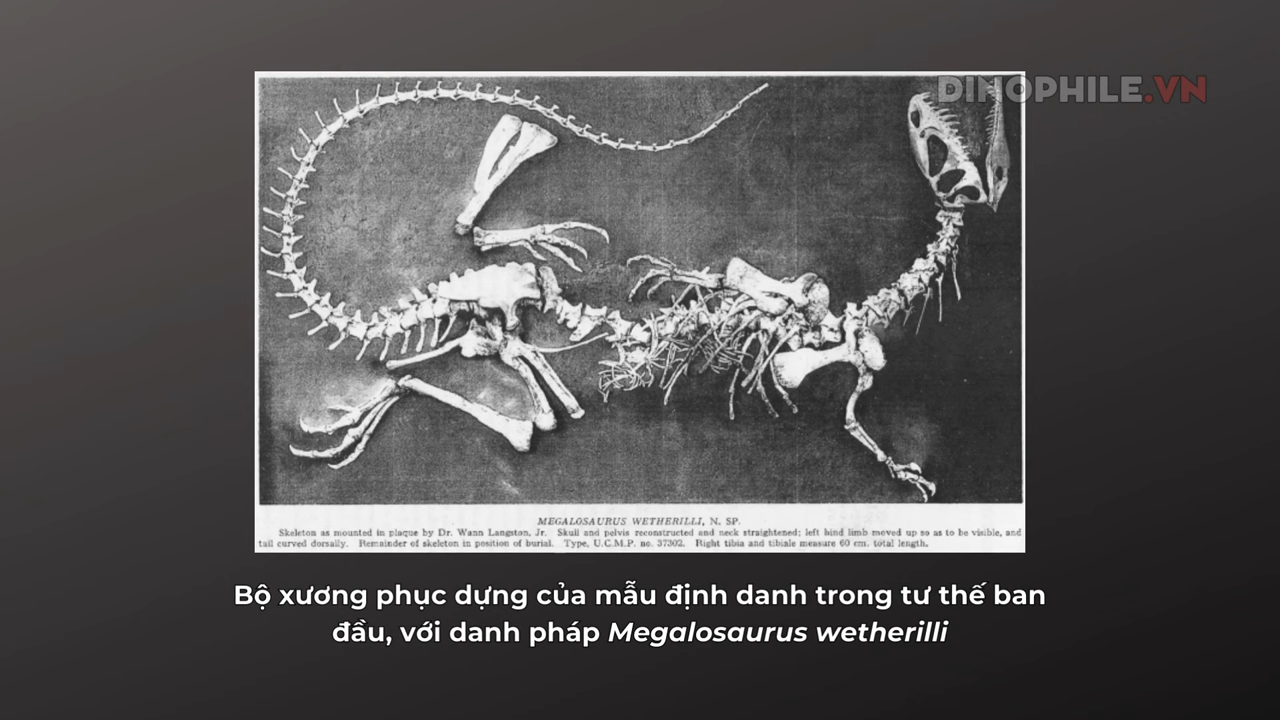 DINOPHILE.VN
MEGALOSAURUS WETHERILLI, N. SP.
Skeleton as mounted in plaque by Dr. Wann Langston, Jr. Skull and pelvis reconstructed and neck straightened; left hind limb moved up so as to be visible, and
tail curved dorsally. Remainder of skeleton in position of burial. Type, U.C.M.P. no. 37302. Right tibia and tibiale measure 60 cm. total length.
Bộ xương phục dựng của mẫu định danh trong tư thế ban
đầu, với danh pháp Megalosaurus wetherilli